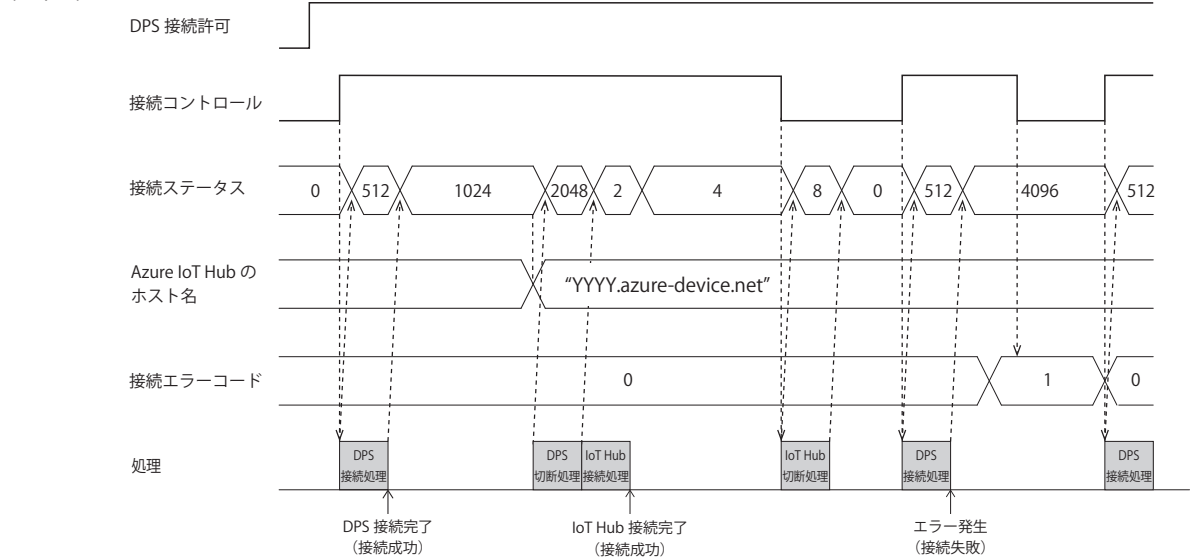 DPS 接続許可
接続コントロール
接続ステータス
0 512 1024 2048 2 4 8 0 512 4096 512
Azure IoT Hub の
ホスト名
“YYYY.azure-device.net”
接続エラーコード
0 1 0
処理
DPS
接続処理
DPS
切断処理
IoT Hub
接続処理
IoT Hub
切断処理
DPS
接続処理
DPS
接続処理
DPS 接続完了
（接続成功）
IoT Hub 接続完了
（接続成功）
エラー発生
（接続失敗）